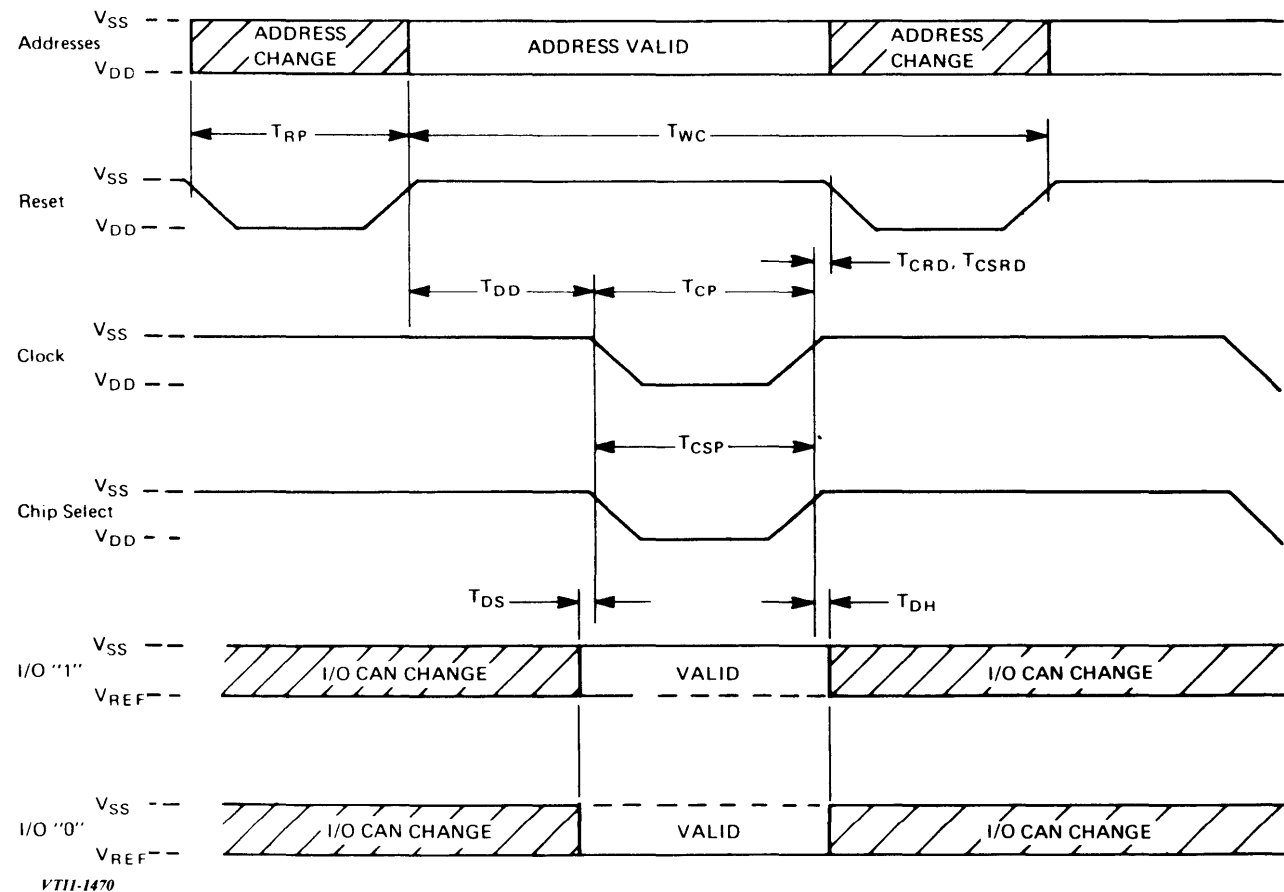 VSS
Addresses
VDD
ADDRESS CHANGE
ADDRESS VALID
ADDRESS CHANGE
TRP
TWC
VSS
Reset
VDD
TCRD, TCSRD
TDD
TCP
VSS
Clock
VDD
TCSP
VSS
Chip Select
VDD
TDS
TDH
VSS
I/O "1"
VREF
I/O CAN CHANGE
VALID
I/O CAN CHANGE
VSS
I/O "0"
VREF
I/O CAN CHANGE
VALID
I/O CAN CHANGE
VT11-1470